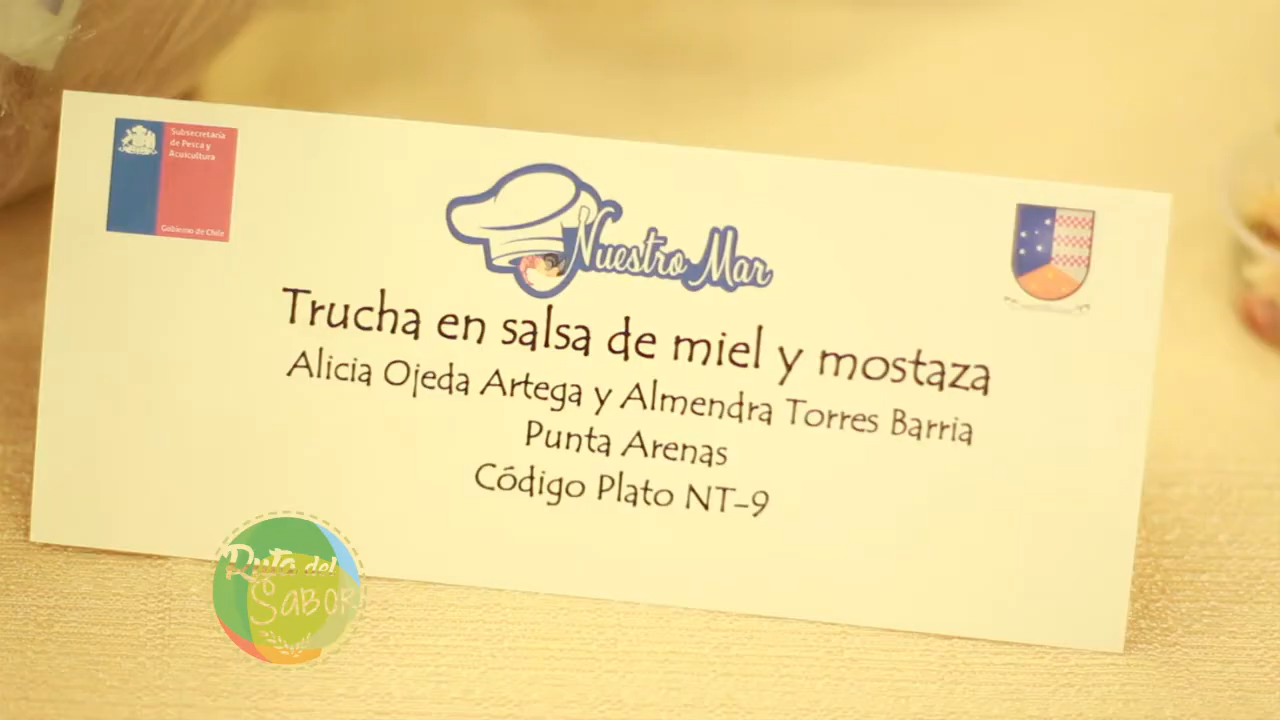 Subsecretaría
de Pesca y
Acuicultura
Gobierno de Chile
Nuestro Mar
Trucha en salsa de miel y mostaza
Alicia Ojeda Artega y Almendra Torres Barria
Punta Arenas
Código Plato NT-9
Ruta del
SABOR